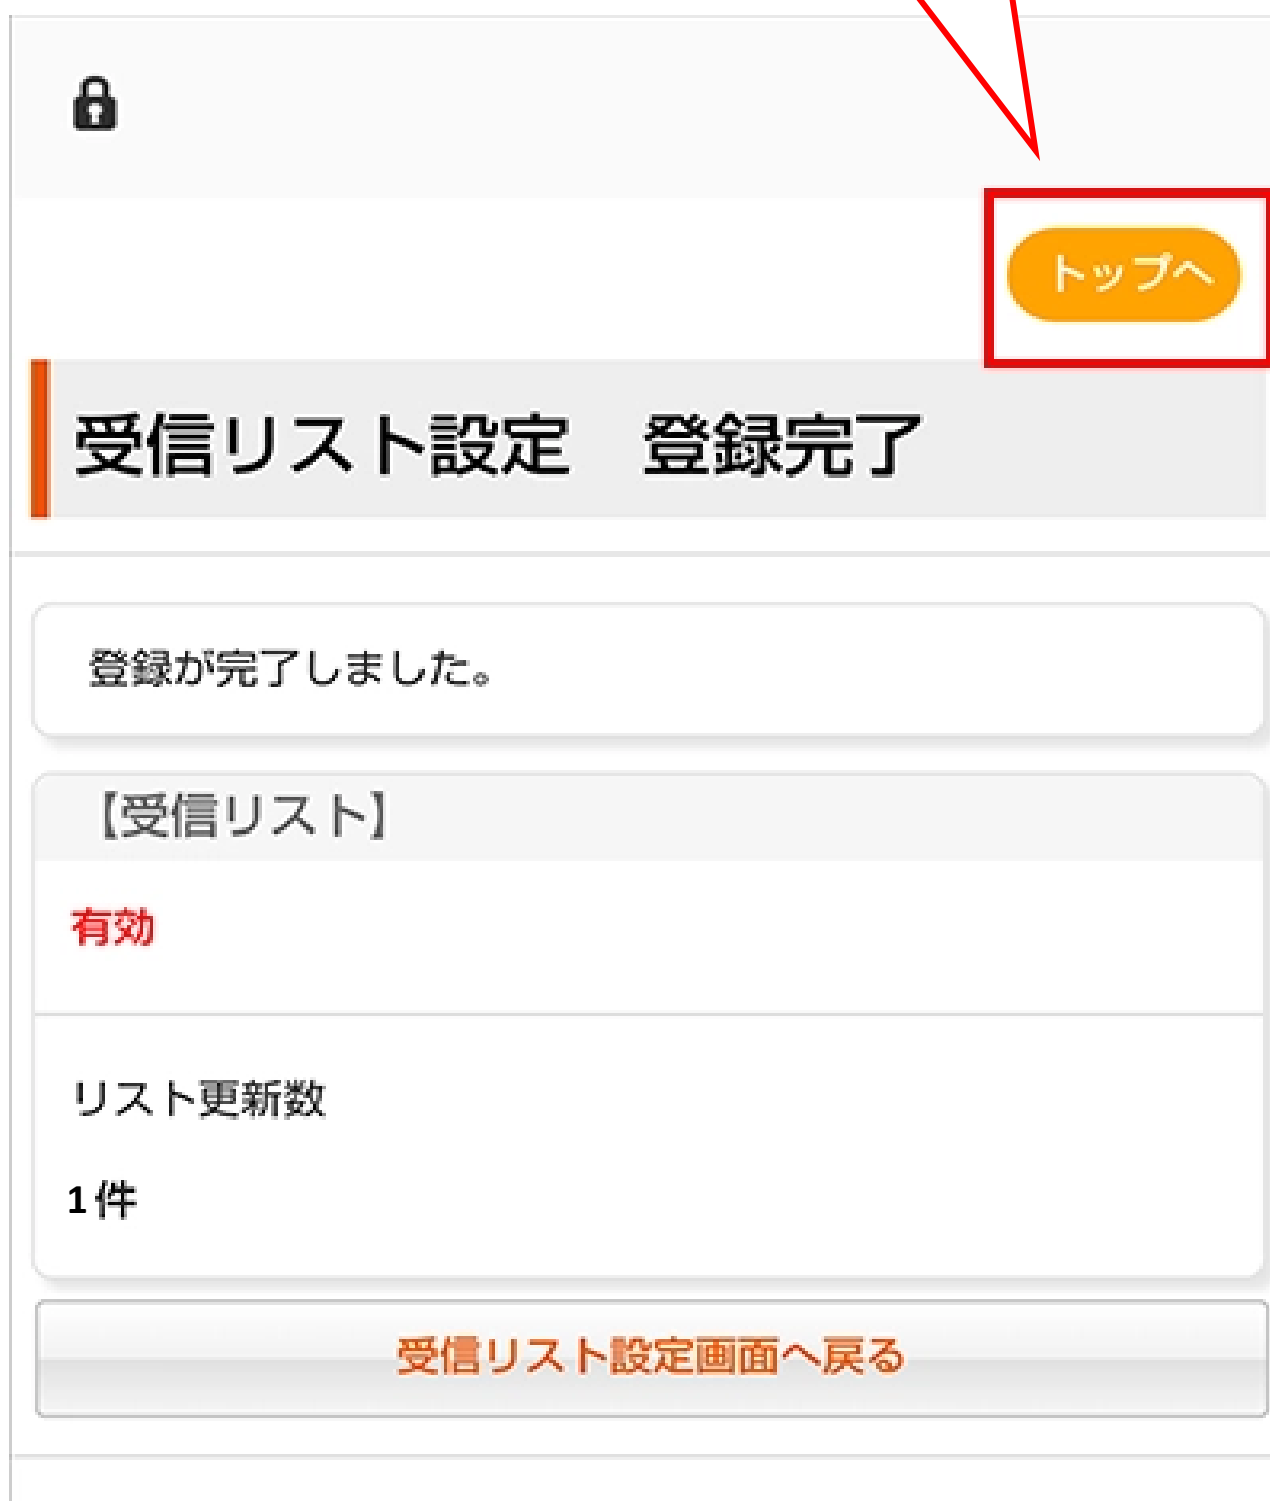 トップへ
受信リスト設定　登録完了
登録が完了しました。
【受信リスト】
有効
リスト更新数
1件
受信リスト設定画面へ戻る